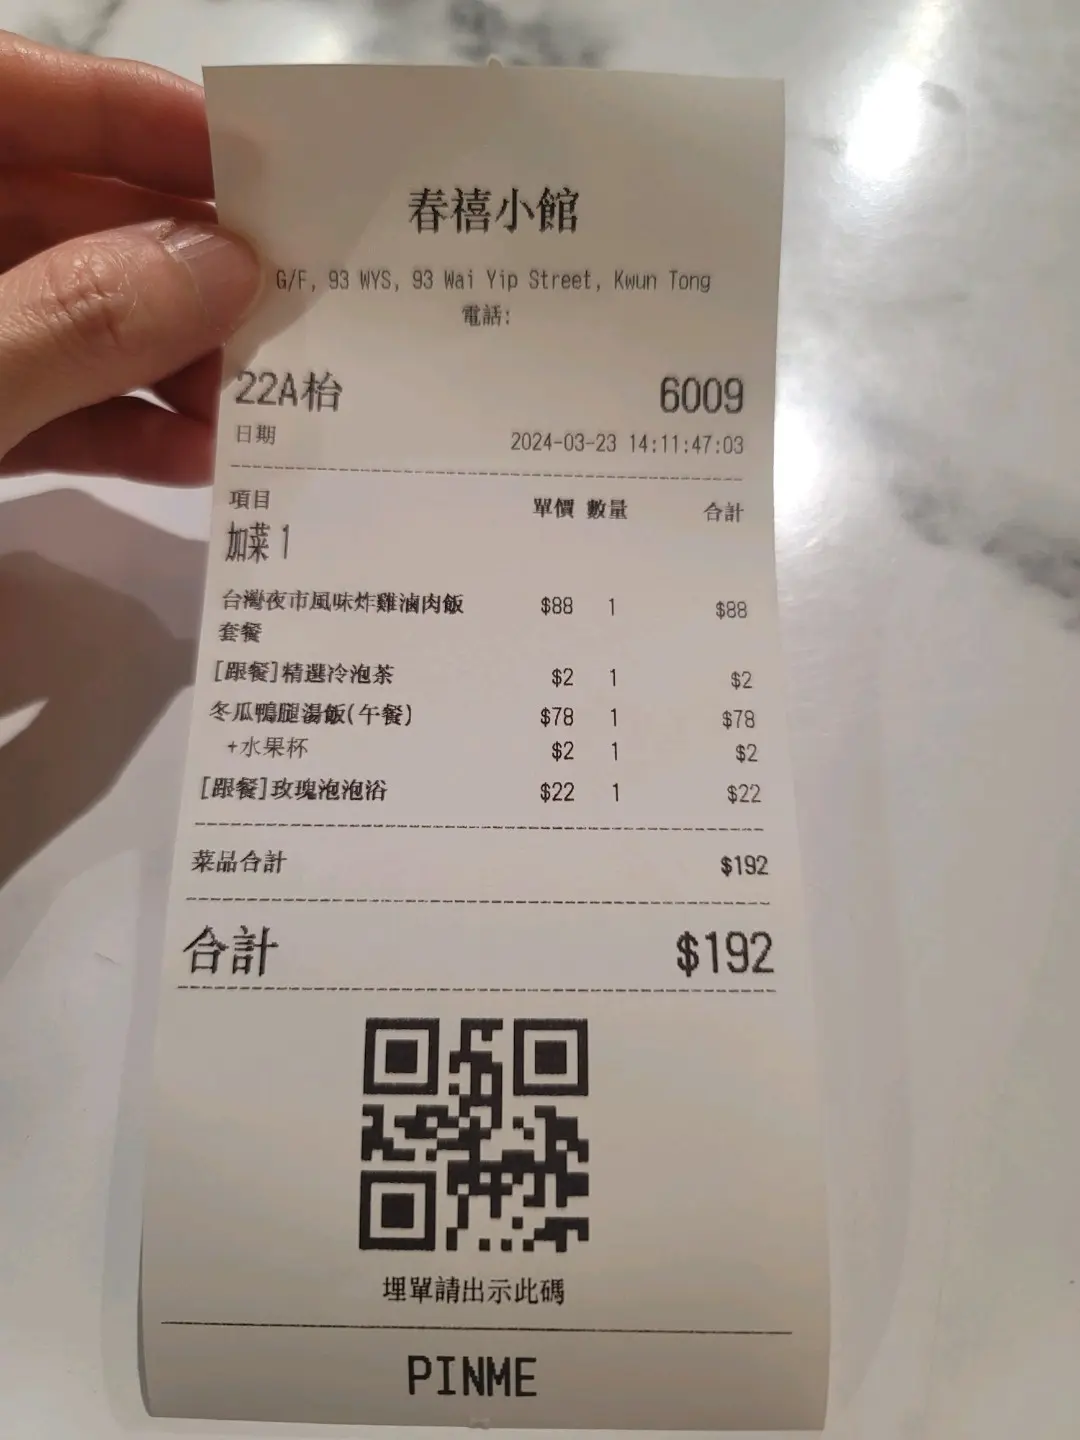 春禧小館
G/F, 93 WYS, 93 Wai Yip Street, Kwun Tong
電話:
22A枱 6009
日期 2024-03-23 14:11:47:03
項目 單價 數量 合計
加菜 1
台灣夜市風味炸雞滷肉飯 $88 1 $88
套餐
[跟餐]精選冷泡茶 $2 1 $2
冬瓜鴨腿湯飯(午餐) $78 1 $78
+水果杯 $2 1 $2
[跟餐]玫瑰泡泡浴 $22 1 $22
菜品合計 $192
合計 $192
埋單請出示此碼
PINME